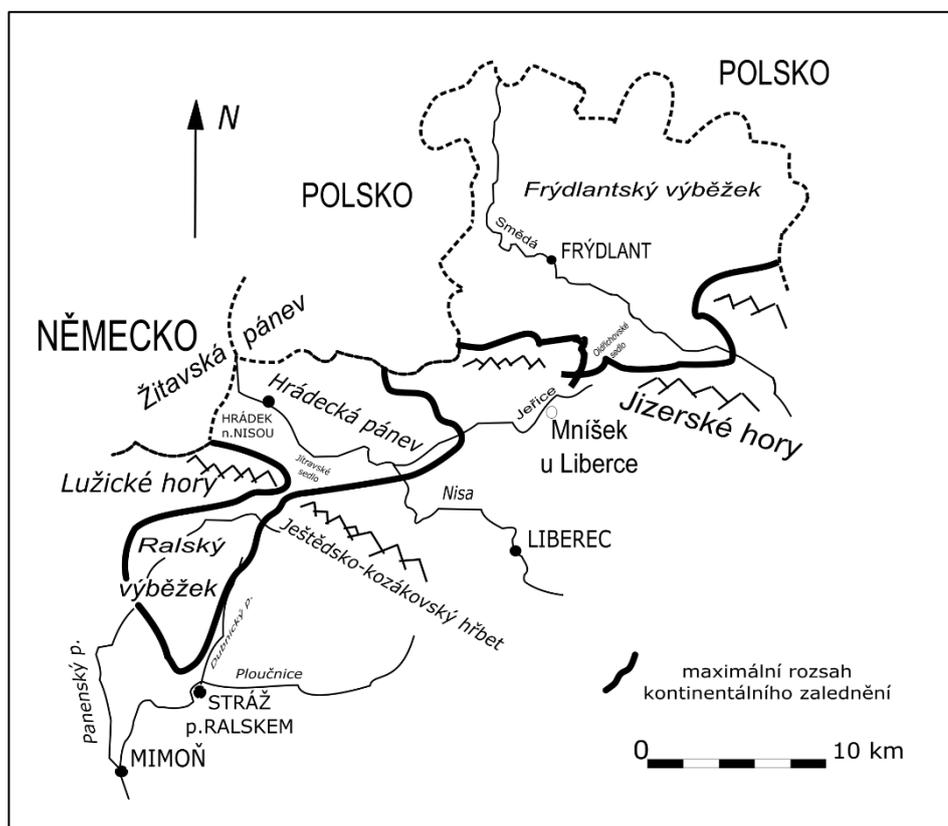 POLSKO
N
POLSKO
Frýdlantský výběžek
Smědá
FRÝDLANT
NĚMECKO
Žitavská pánev
Oldřichovské
sedlo
Hrádecká pánev
HRÁDEK
n.NISOU
Jeřice
Mníšek
u Liberce
Jizerské hory
Jitravské
sedlo
Lužické hory
Nisa
LIBEREC
Ralský
výběžek
Ještědsko-kozákovský hřbet
Dubnický p.
Panenský p.
Ploučnice
STRÁŽ
p.RALSKEM
MIMOŇ
maximální rozsah
kontinentálního zalednění
0 10 km